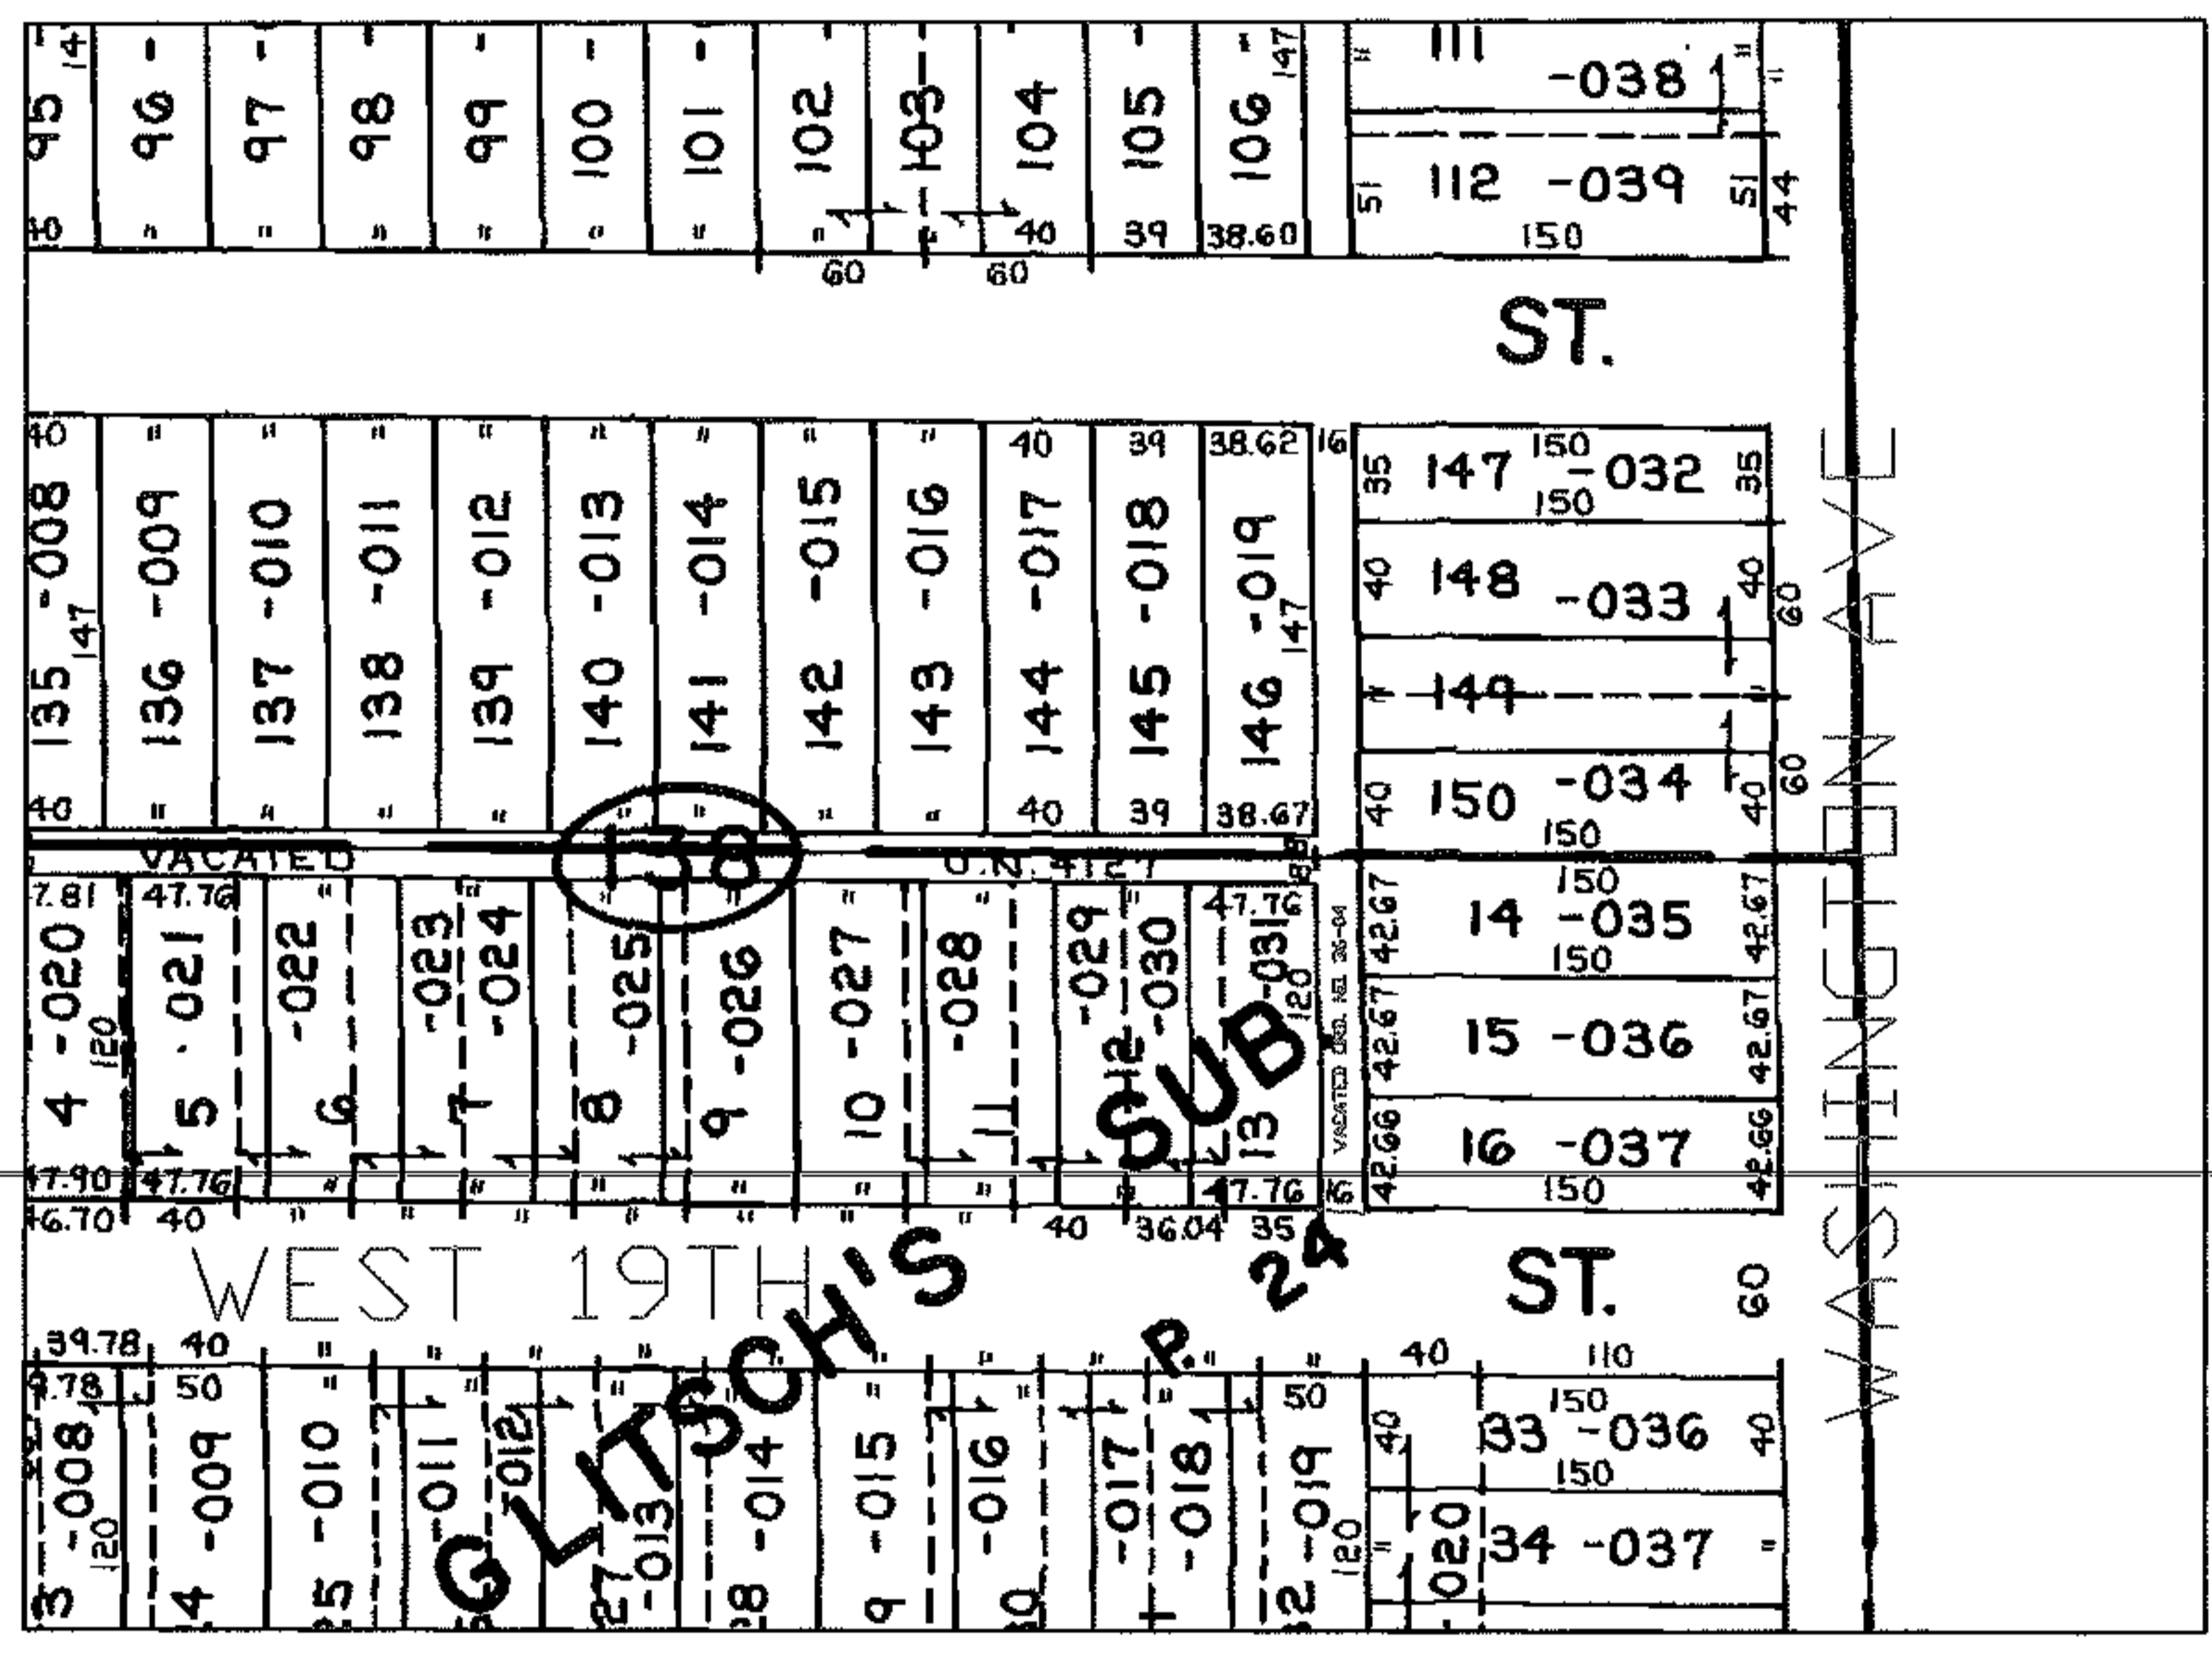 95 96 97 98 99 100 101 102 103 104 105 106 147 111 -038
51 112 -039 51 44
40 " " " " " " " " 40 39 38.60 150
60 60
ST.
40 " " " " " " " " 40 39 38.62 16 150
35 147 -032 35
150
-008 -009 -010 -011 -012 -013 -014 -015 -016 -017 -018 -019
147 147
40 148 -033 40 60
135 136 137 138 139 140 141 142 143 144 145 146
" 149 "
40 150 -034 40 60
40 " " " " " " " " 40 39 38.67 150
138
VACATED
7.81 47.76 " " " " " 47.76 150
42.67 14 -035 42.67
150
-020 021 -022 -023 -024 -025 -026 -027 -028 -029 -030 -031
120 120
42.67 15 -036 42.67
4 5 6 7 8 9 10 11 12 13
42.66 16 -037 42.66
47.90 47.76 " " " " " " " 47.76 16 150
46.70 40 " " " " " " " 40 36.04 35
WEST 19TH ST. 60
WASHINGTON AVE
GLITSCH'S SUB
P. 24
39.78 40 " " " " " " " " " 40 110
9.78 50 " " " " " " 50 150
40 33 -036 40
150
-008 -009 -010 -011 -012 -013 -014 -015 -016 -017 -018 -019 020
120 120
" 34 -037 "